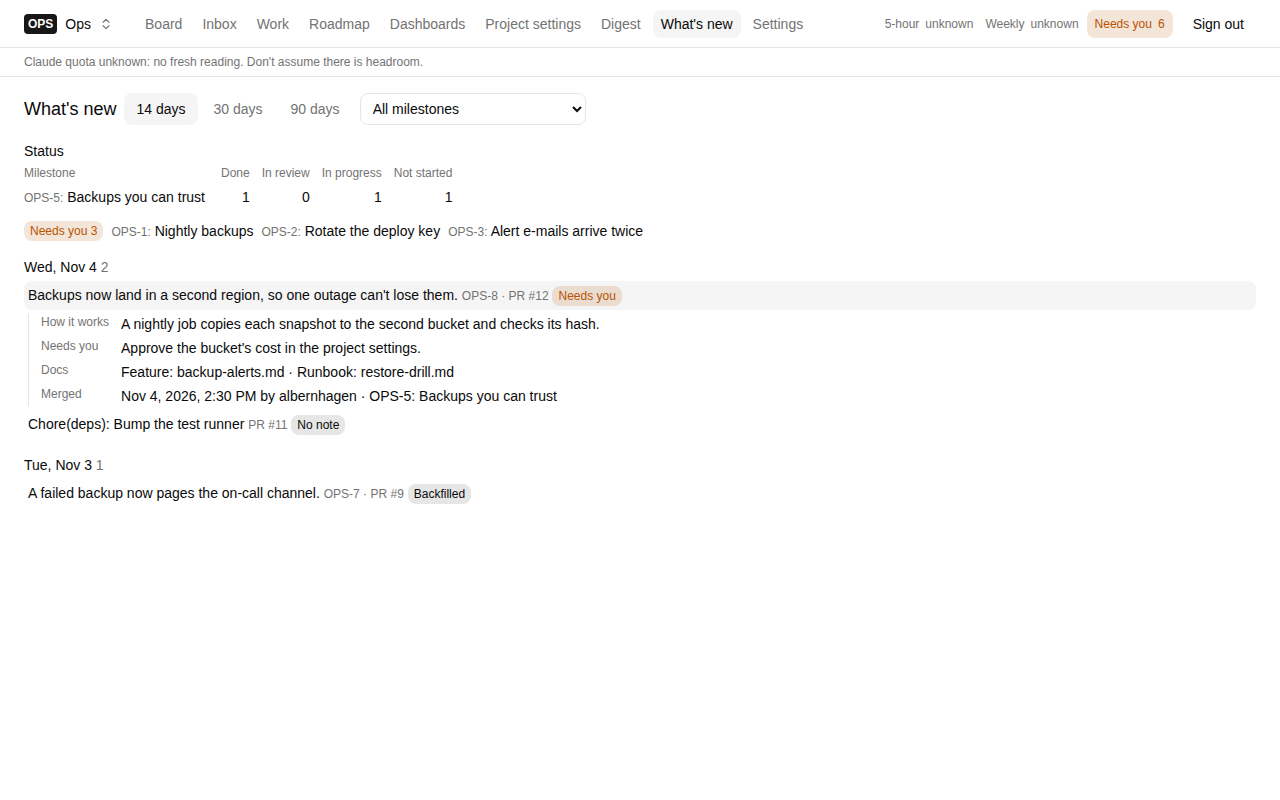 OPS Ops Board Inbox Work Roadmap Dashboards Project settings Digest What's new Settings 5-hour unknown Weekly unknown Needs you 6 Sign out
Claude quota unknown: no fresh reading. Don't assume there is headroom.
What's new 14 days 30 days 90 days All milestones
Status
Milestone Done In review In progress Not started
OPS-5: Backups you can trust 1 0 1 1
Needs you 3 OPS-1: Nightly backups OPS-2: Rotate the deploy key OPS-3: Alert e-mails arrive twice
Wed, Nov 4 2
Backups now land in a second region, so one outage can't lose them. OPS-8 · PR #12 Needs you
How it works A nightly job copies each snapshot to the second bucket and checks its hash.
Needs you Approve the bucket's cost in the project settings.
Docs Feature: backup-alerts.md · Runbook: restore-drill.md
Merged Nov 4, 2026, 2:30 PM by albernhagen · OPS-5: Backups you can trust
Chore(deps): Bump the test runner PR #11 No note
Tue, Nov 3 1
A failed backup now pages the on-call channel. OPS-7 · PR #9 Backfilled